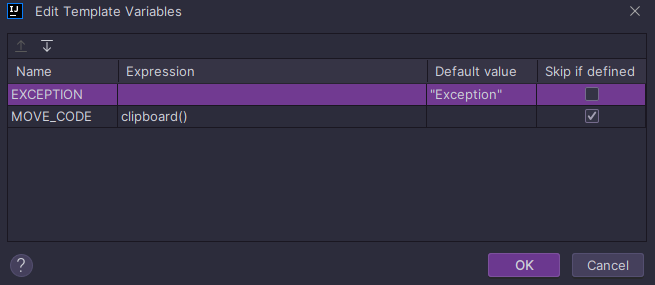 IJ Edit Template Variables
Name Expression Default value Skip if defined
EXCEPTION "Exception"
MOVE_CODE clipboard()
? OK Cancel